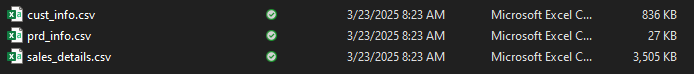 cust_info.csv 3/23/2025 8:23 AM Microsoft Excel C... 836 KB
prd_info.csv 3/23/2025 8:23 AM Microsoft Excel C... 27 KB
sales_details.csv 3/23/2025 8:23 AM Microsoft Excel C... 3,505 KB